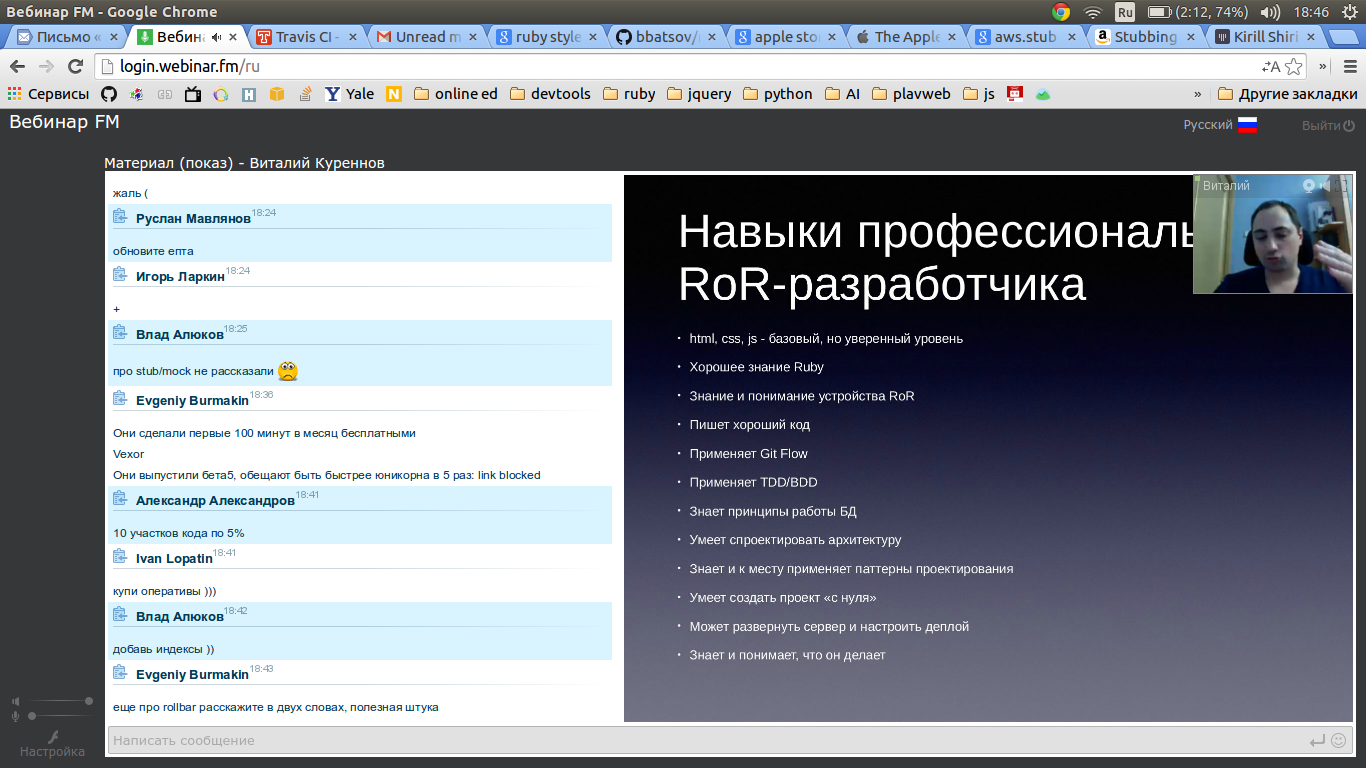 Вебинар FM - Google Chrome
Ru (2:12, 74%) 18:46
Письмо « Вебин Travis CI - Unread m ruby style bbatsov/ apple sto The Apple aws.stub Stubbing Kirill Shiri
login.webinar.fm/ru
Сервисы Yale online ed devtools ruby jquery python AI plavweb js » Другие закладки
Вебинар FM
Русский Выйти
Материал (показ) - Виталий Куреннов
жаль (
Руслан Мавлянов 18:24
обновите епта
Игорь Ларкин 18:24
+
Влад Алюков 18:25
про stub/mock не рассказали
Evgeniy Burmakin 18:36
Они сделали первые 100 минут в месяц бесплатными
Vexor
Они выпустили бета5, обещают быть быстрее юникорна в 5 раз: link blocked
Александр Александров 18:41
10 участков кода по 5%
Ivan Lopatin 18:41
купи оперативы )))
Влад Алюков 18:42
добавь индексы ))
Evgeniy Burmakin 18:43
еще про rollbar расскажите в двух словах, полезная штука
Написать сообщение
Настройка
Виталий
Навыки профессиональ
RoR-разработчика
• html, css, js - базовый, но уверенный уровень
• Хорошее знание Ruby
• Знание и понимание устройства RoR
• Пишет хороший код
• Применяет Git Flow
• Применяет TDD/BDD
• Знает принципы работы БД
• Умеет спроектировать архитектуру
• Знает и к месту применяет паттерны проектирования
• Умеет создать проект «с нуля»
• Может развернуть сервер и настроить деплой
• Знает и понимает, что он делает